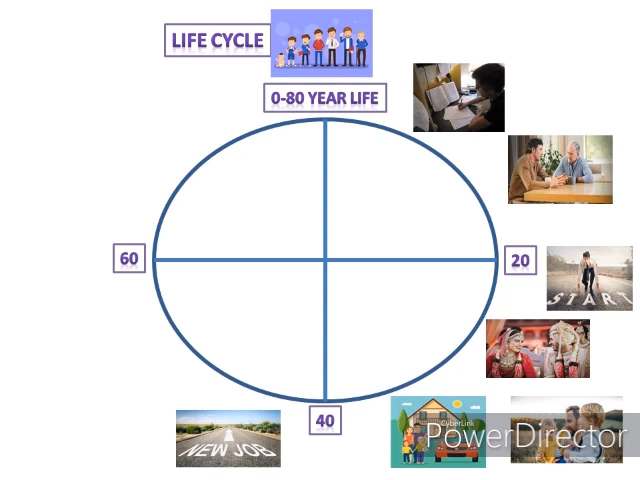 LIFE CYCLE
0-80 YEAR LIFE
60
20
START
40
NEW JOB
CyberLink
PowerDirector